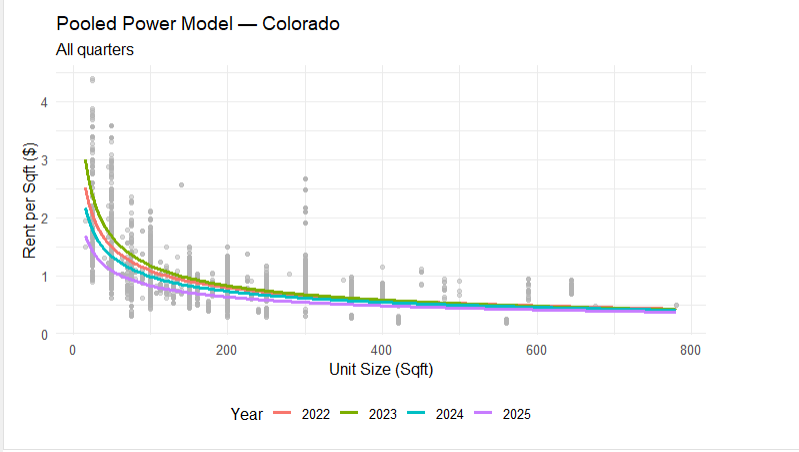 Pooled Power Model — Colorado
All quarters
Rent per Sqft ($)
4
3
2
1
0
0 200 400 600 800
Unit Size (Sqft)
Year 2022 2023 2024 2025